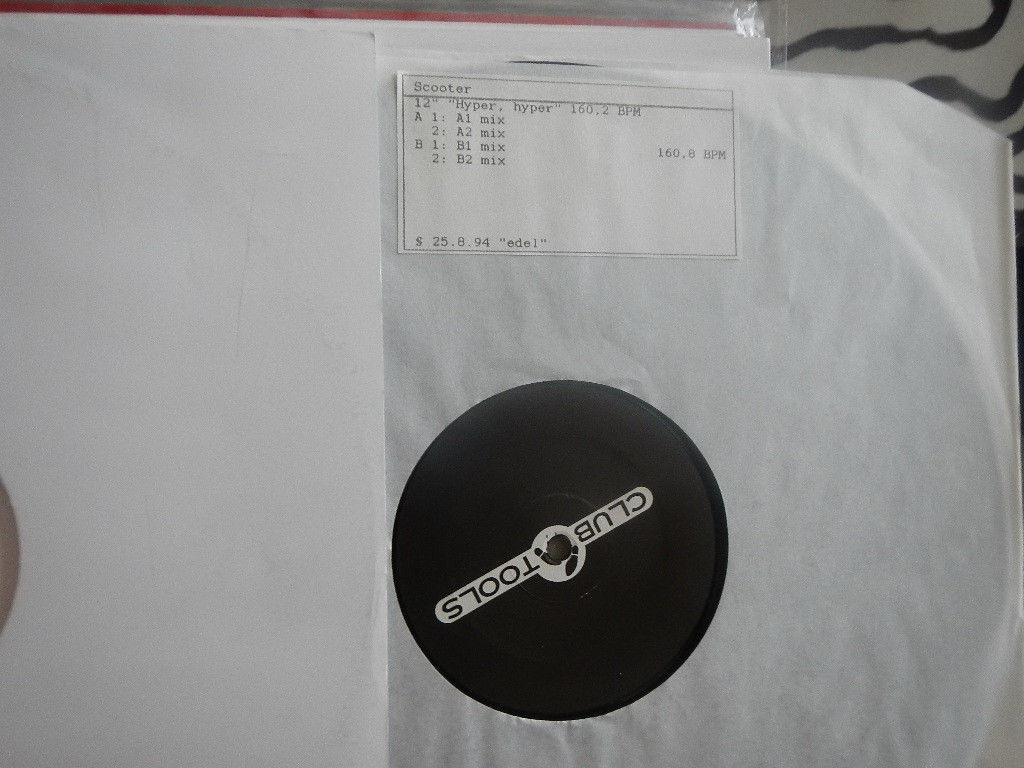 Scooter
12" "Hyper, hyper" 160,2 BPM
A 1: A1 mix
2: A2 mix
B 1: B1 mix 160,8 BPM
2: B2 mix
§ 25.8.94 "edel"
CLUB TOOLS